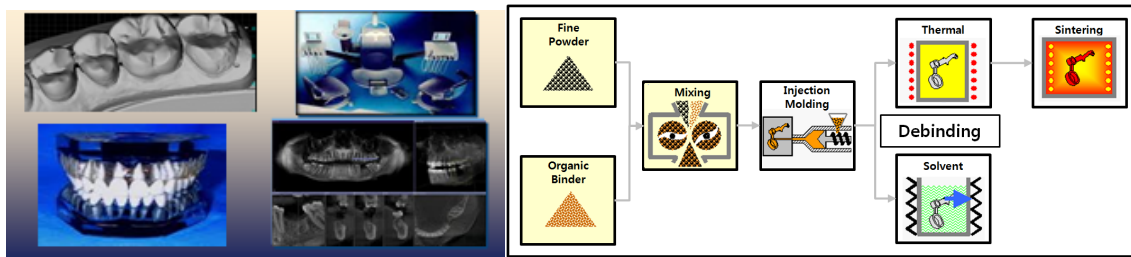 Fine
Powder
Organic
Binder
Mixing
Injection
Molding
Thermal
Debinding
Solvent
Sintering